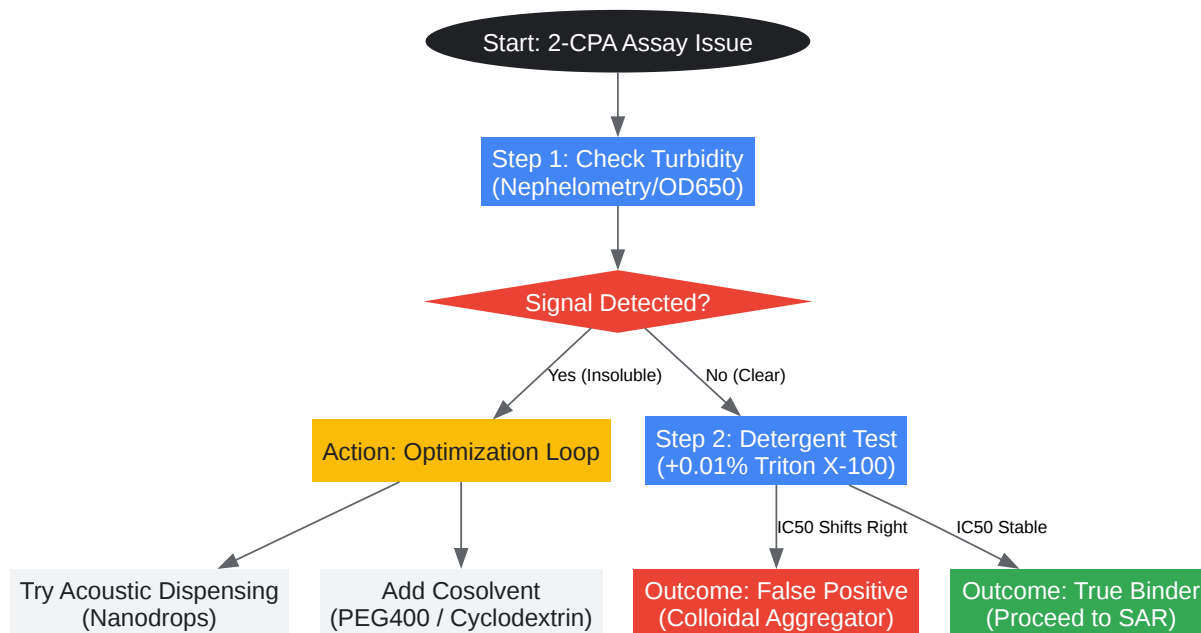 Start: 2-CPA Assay Issue
Step 1: Check Turbidity
(Nephelometry/OD650)
Signal Detected?
Yes (Insoluble)
No (Clear)
Action: Optimization Loop
Step 2: Detergent Test
(+0.01% Triton X-100)
IC50 Shifts Right
IC50 Stable
Try Acoustic Dispensing
(Nanodrops)
Add Cosolvent
(PEG400 / Cyclodextrin)
Outcome: False Positive
(Colloidal Aggregator)
Outcome: True Binder
(Proceed to SAR)